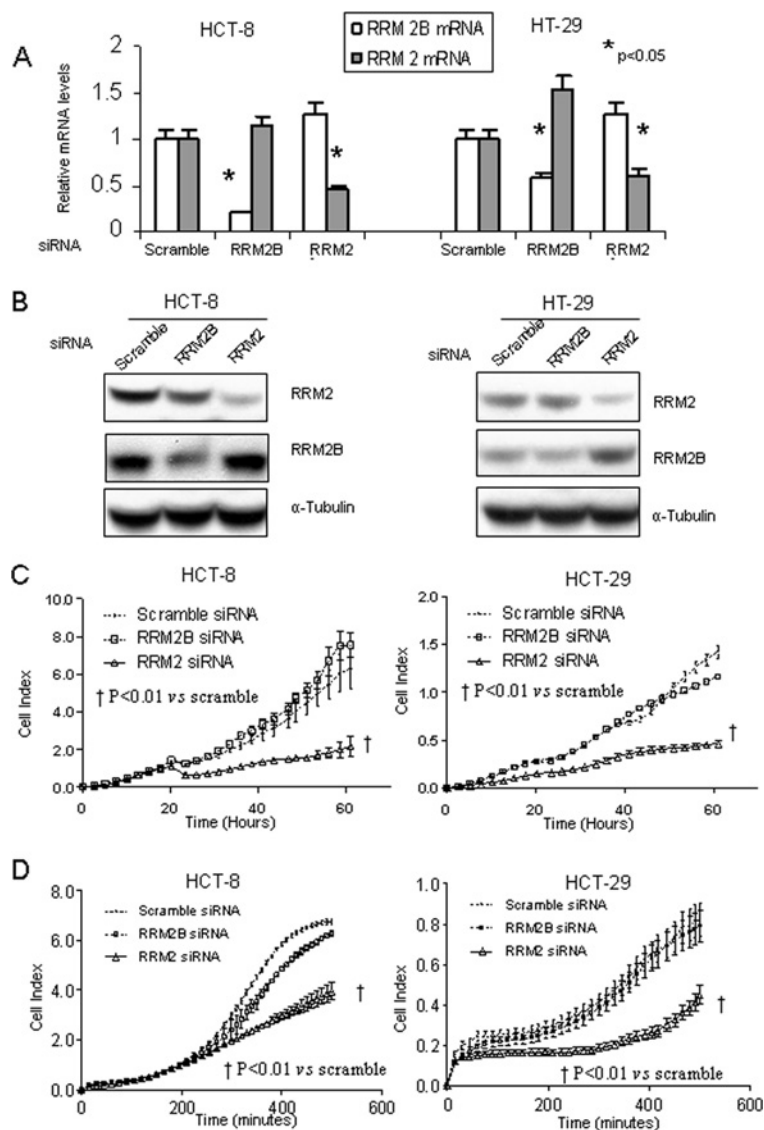 A
HCT-8
HT-29
RRM 2B mRNA
RRM 2 mRNA
* p<0.05
Relative mRNA levels
2
1.5
1
0.5
0
* * * *
siRNA
Scramble RRM2B RRM2 Scramble RRM2B RRM2
B
HCT-8
siRNA Scramble RRM2B RRM2
RRM2
RRM2B
α-Tubulin
HT-29
siRNA Scramble RRM2B RRM2
RRM2
RRM2B
α-Tubulin
C
HCT-8
Scramble siRNA
RRM2B siRNA
RRM2 siRNA
† P<0.01 vs scramble
†
Cell Index
10.0
8.0
6.0
4.0
2.0
0.0
0 20 40 60 80
Time (Hours)
HCT-29
Scramble siRNA
RRM2B siRNA
RRM2 siRNA
† P<0.01 vs scramble
†
Cell Index
2.0
1.5
1.0
0.5
0.0
0 20 40 60 80
Time (Hours)
D
HCT-8
Scramble siRNA
RRM2B siRNA
RRM2 siRNA
†
† P<0.01 vs scramble
Cell Index
8.0
6.0
4.0
2.0
0.0
0 200 400 600
Time (minutes)
HCT-29
Scramble siRNA
RRM2B siRNA
RRM2 siRNA
†
† P<0.01 vs scramble
Cell Index
1.0
0.8
0.6
0.4
0.2
0.0
0 200 400 600
Time (minutes)